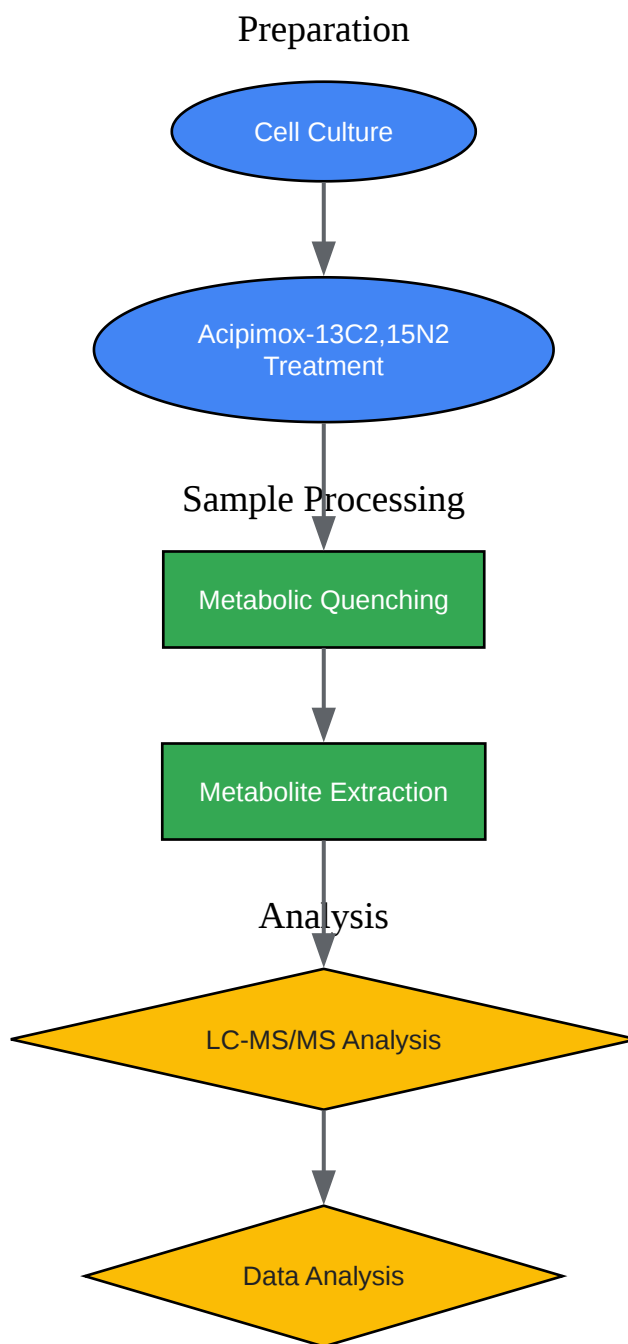 Preparation
Cell Culture
Acipimox-13C2,15N2
Treatment
Sample Processing
Metabolic Quenching
Metabolite Extraction
Analysis
LC-MS/MS Analysis
Data Analysis